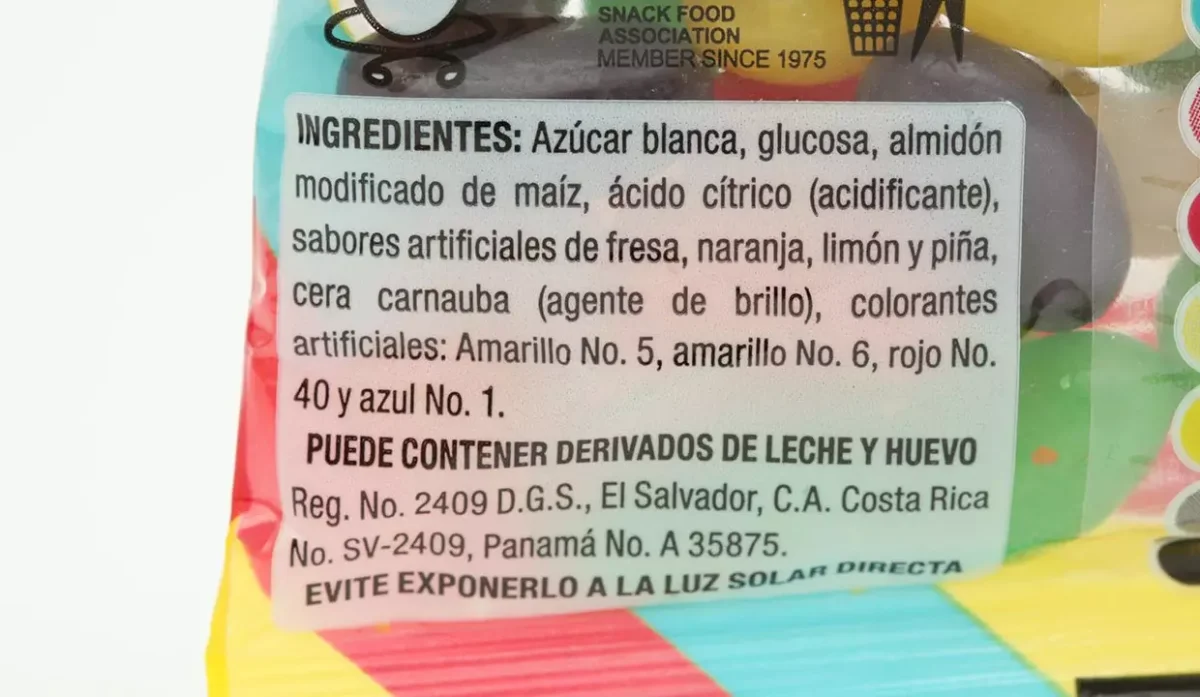 SNACK FOOD
ASSOCIATION
MEMBER SINCE 1975
INGREDIENTES: Azúcar blanca, glucosa, almidón
modificado de maíz, ácido cítrico (acidificante),
sabores artificiales de fresa, naranja, limón y piña,
cera carnauba (agente de brillo), colorantes
artificiales: Amarillo No. 5, amarillo No. 6, rojo No.
40 y azul No. 1.
PUEDE CONTENER DERIVADOS DE LECHE Y HUEVO
Reg. No. 2409 D.G.S., El Salvador, C.A. Costa Rica
No. SV-2409, Panamá No. A 35875.
EVITE EXPONERLO A LA LUZ SOLAR DIRECTA